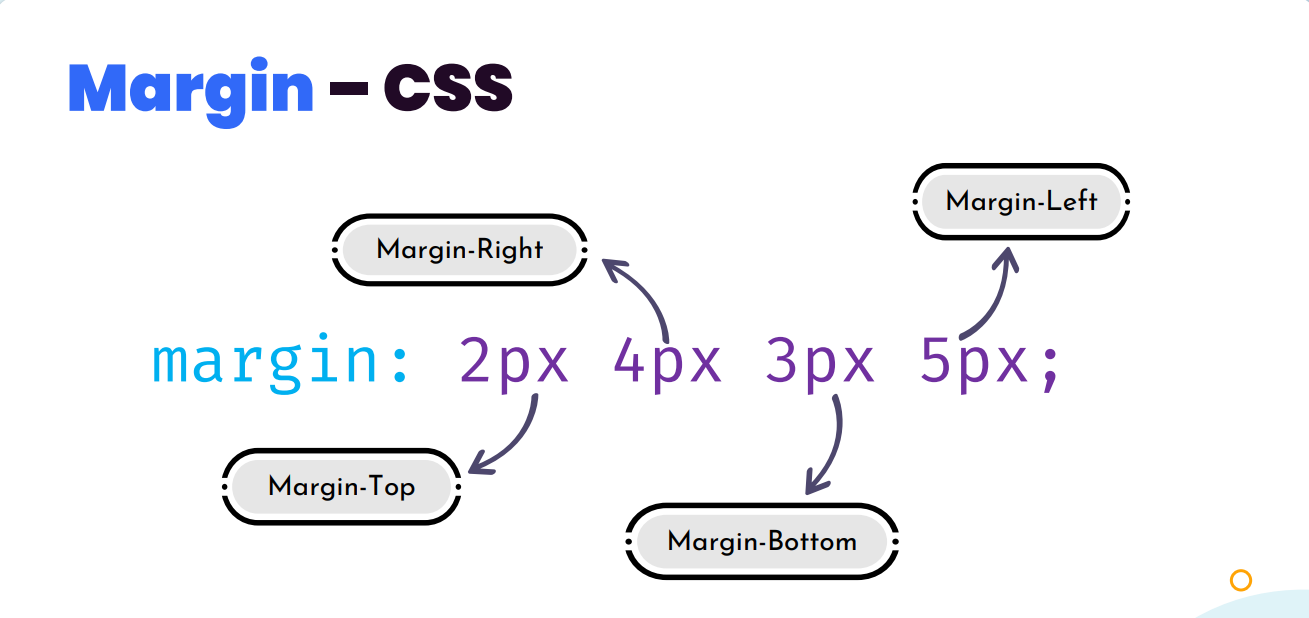 Margin – CSS
Margin-Left
Margin-Right
margin: 2px 4px 3px 5px;
Margin-Top
Margin-Bottom